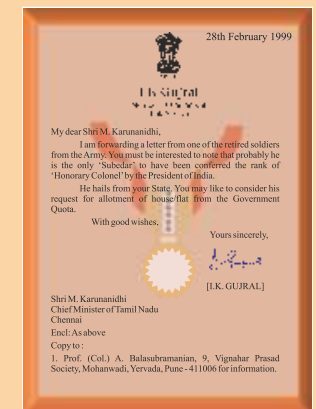 28th February 1999
I.K. Gujral
My dear Shri M. Karunanidhi,
I am forwarding a letter from one of the retired soldiers
from the Army. You must be interested to note that probably he
is the only ‘Subedar’ to have been conferred the rank of
‘Honorary Colonel’ by the President of India.
He hails from your State. You may like to consider his
request for allotment of house/flat from the Government
Quota.
With good wishes,
Yours sincerely,
[I.K. GUJRAL]
Shri M. Karunanidhi
Chief Minister of Tamil Nadu
Chennai
Encl: As above
Copy to :
1. Prof. (Col.) A. Balasubramanian, 9, Vignahar Prasad
Society, Mohanwadi, Yervada, Pune - 411006 for information.